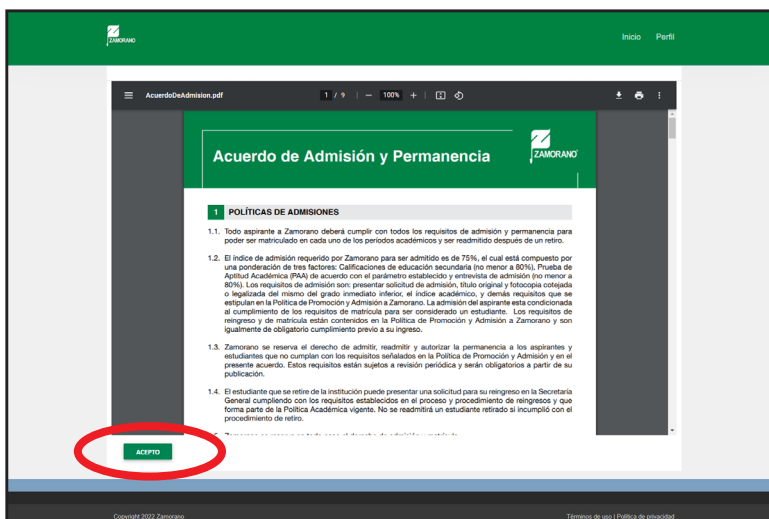 ZAMORANO
Inicio Perfil
AcuerdoDeAdmision.pdf 1 / 9 | — 100% + |
Acuerdo de Admisión y Permanencia
ZAMORANO
1 POLÍTICAS DE ADMISIONES
1.1. Todo aspirante a Zamorano deberá cumplir con todos los requisitos de admisión y permanencia para
poder ser matriculado en cada uno de los períodos académicos y ser readmitido después de un retiro.
1.2. El índice de admisión requerido por Zamorano para ser admitido es de 75%, el cual está compuesto por
una ponderación de tres factores: Calificaciones de educación secundaria (no menor a 80%), Prueba de
Aptitud Académica (PAA) de acuerdo con el parámetro establecido y entrevista de admisión (no menor a
80%). Los requisitos de admisión son: presentar solicitud de admisión, título original y fotocopia cotejada
o legalizada del mismo del grado inmediato inferior, el índice académico, y demás requisitos que se
estipulan en la Política de Promoción y Admisión a Zamorano. La admisión del aspirante esta condicionada
al cumplimiento de los requisitos de matrícula para ser considerado un estudiante. Los requisitos de
reingreso y de matrícula están contenidos en la Política de Promoción y Admisión a Zamorano y son
igualmente de obligatorio cumplimiento previo a su ingreso.
1.3. Zamorano se reserva el derecho de admitir, readmitir y autorizar la permanencia a los aspirantes y
estudiantes que no cumplan con los requisitos señalados en la Política de Promoción y Admisión y en el
presente acuerdo. Estos requisitos están sujetos a revisión periódica y serán obligatorios a partir de su
publicación.
1.4. El estudiante que se retire de la institución puede presentar una solicitud para su reingreso en la Secretaría
General cumpliendo con los requisitos establecidos en el proceso y procedimiento de reingresos y que
forma parte de la Política Académica vigente. No se readmitirá un estudiante retirado si incumplió con el
procedimiento de retiro.
ACEPTO
Copyright 2022 Zamorano
Términos de uso | Política de privacidad